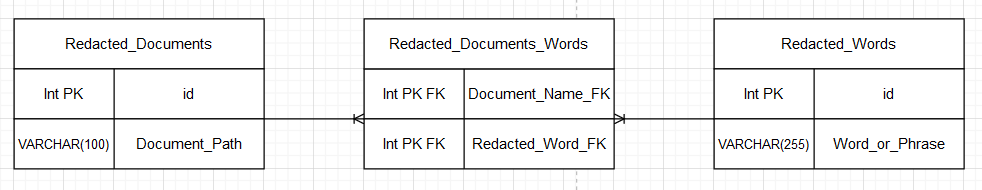 Redacted_Documents
Int PK id
VARCHAR(100) Document_Path
Redacted_Documents_Words
Int PK FK Document_Name_FK
Int PK FK Redacted_Word_FK
Redacted_Words
Int PK id
VARCHAR(255) Word_or_Phrase